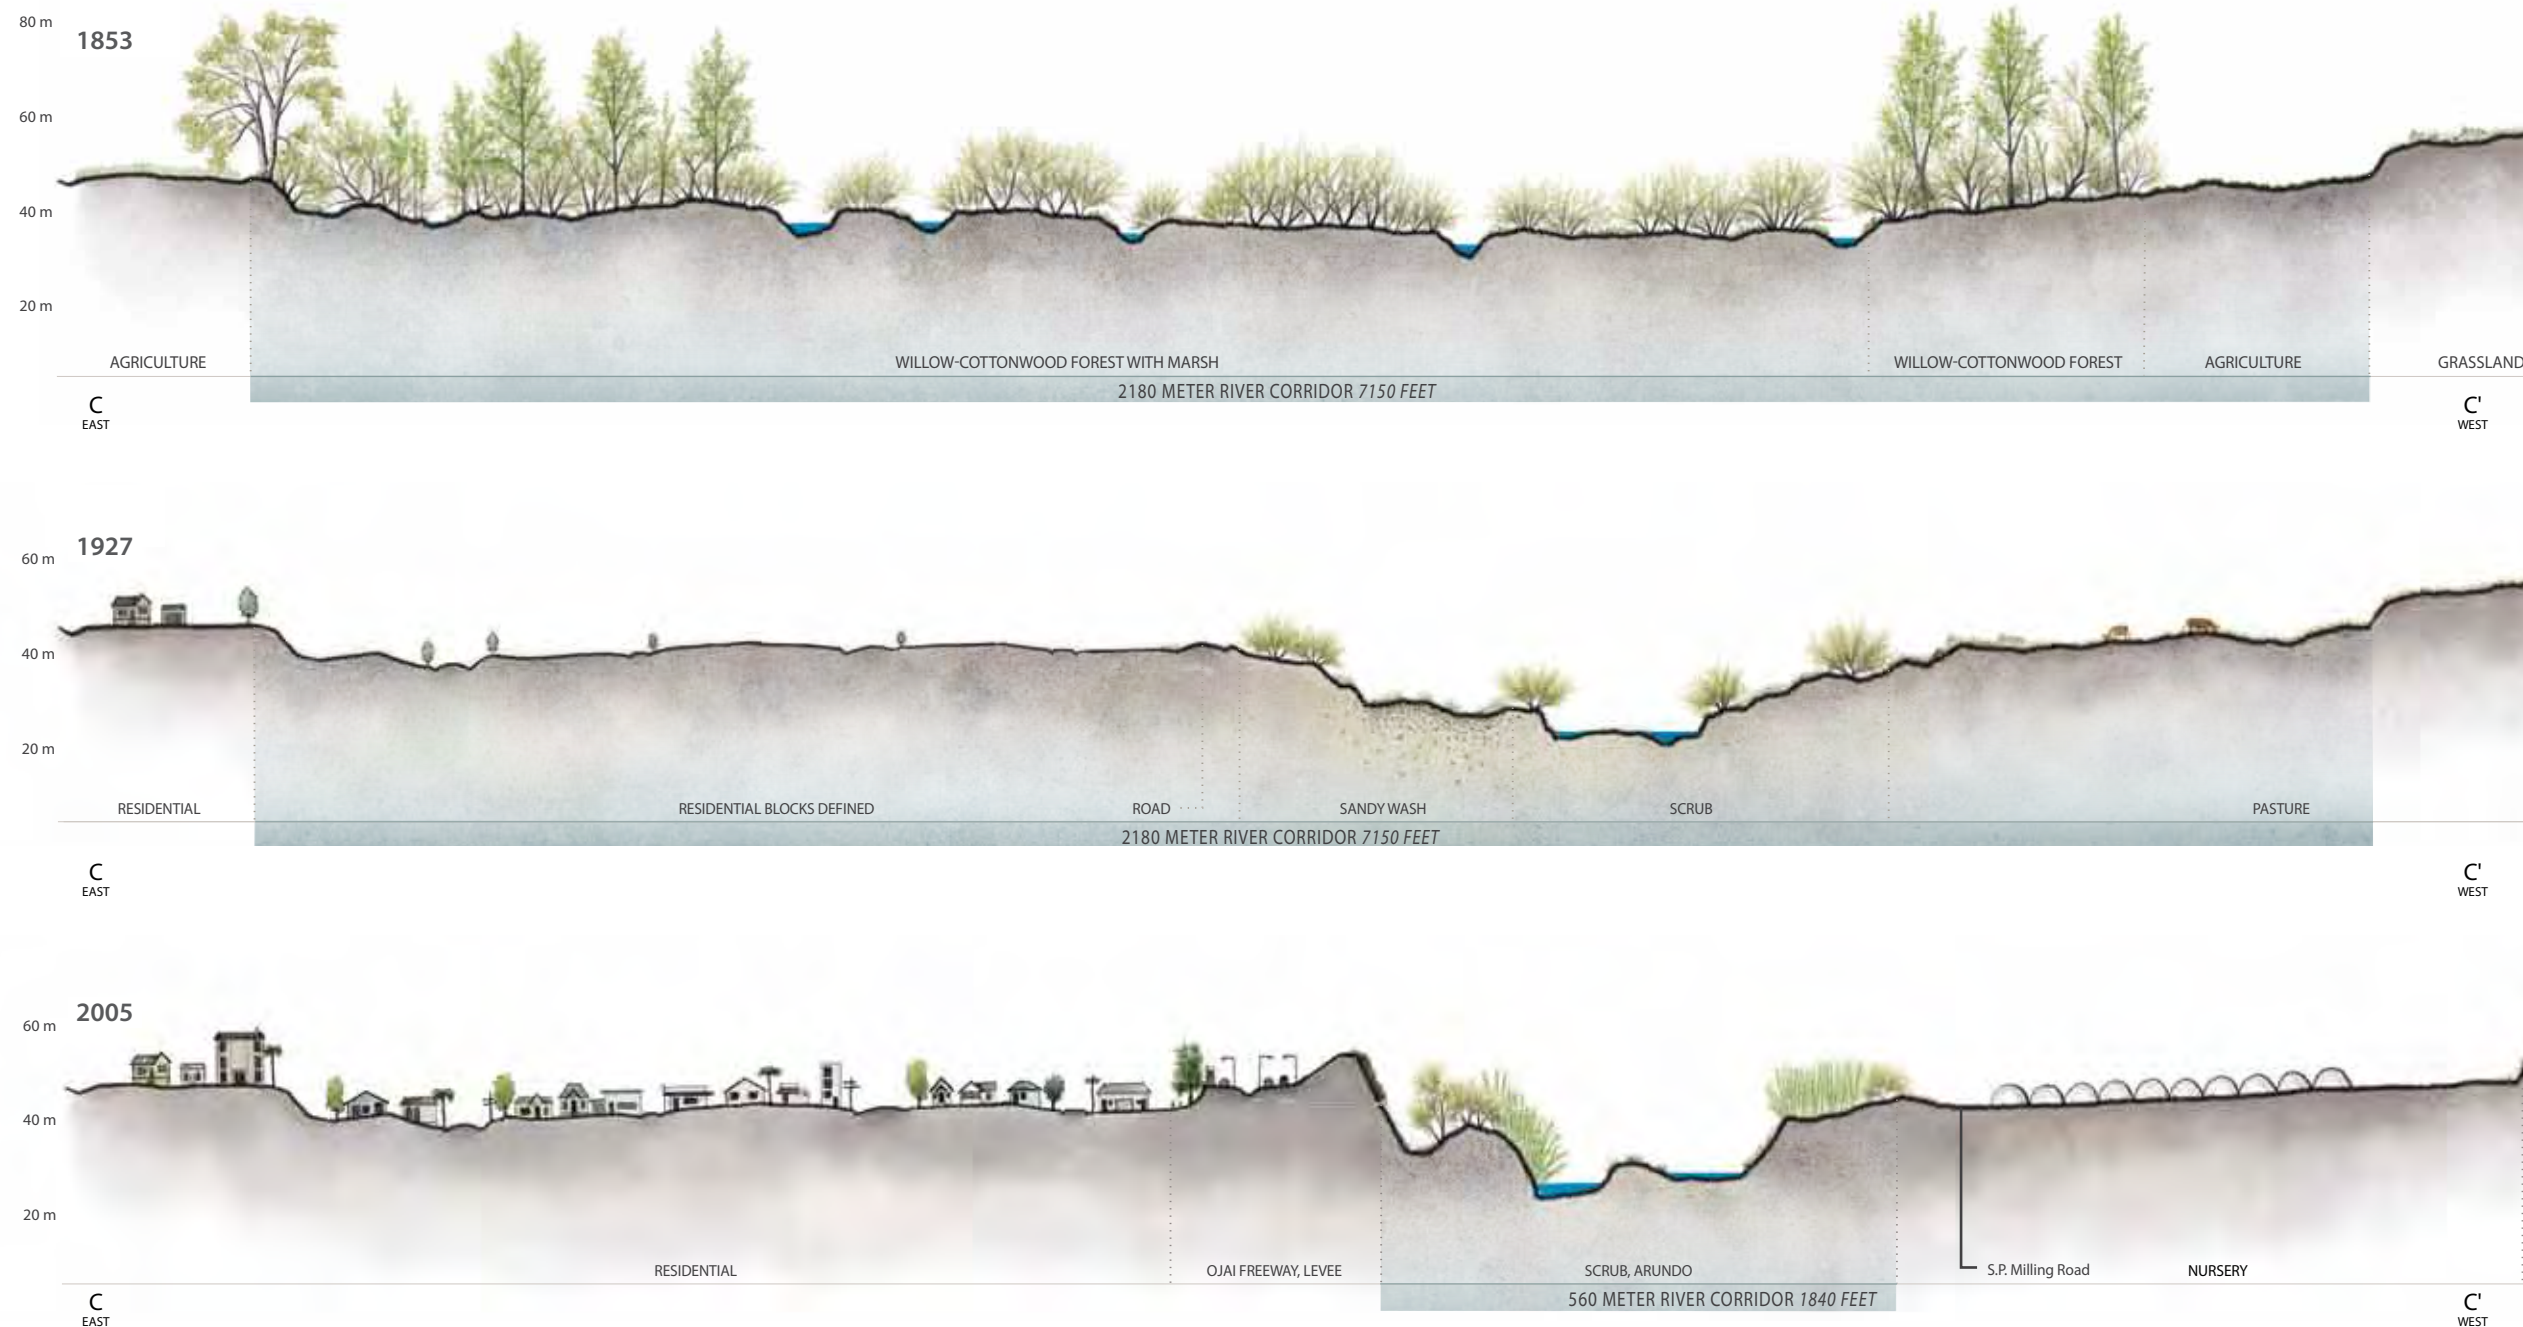 80 m
1853
60 m
40 m
20 m
AGRICULTURE WILLOW-COTTONWOOD FOREST WITH MARSH WILLOW-COTTONWOOD FOREST AGRICULTURE GRASSLAND
2180 METER RIVER CORRIDOR 7150 FEET
C C'
EAST WEST
1927
60 m
40 m
20 m
RESIDENTIAL RESIDENTIAL BLOCKS DEFINED ROAD SANDY WASH SCRUB PASTURE
2180 METER RIVER CORRIDOR 7150 FEET
C C'
EAST WEST
2005
60 m
40 m
20 m
RESIDENTIAL OJAI FREEWAY, LEVEE SCRUB, ARUNDO S.P. Milling Road NURSERY
560 METER RIVER CORRIDOR 1840 FEET
C C'
EAST WEST